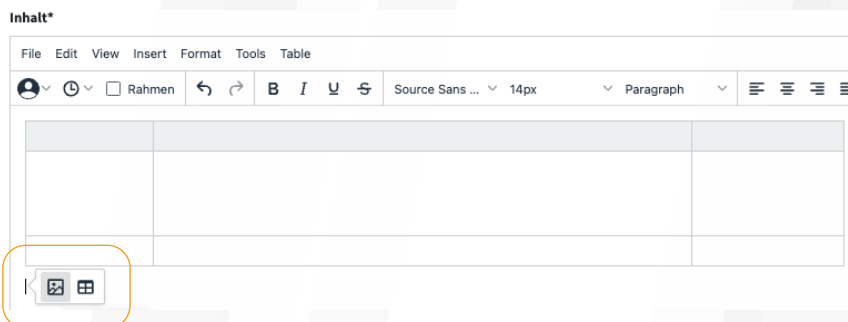 Inhalt*
File Edit View Insert Format Tools Table
Rahmen B I U S Source Sans ... 14px Paragraph